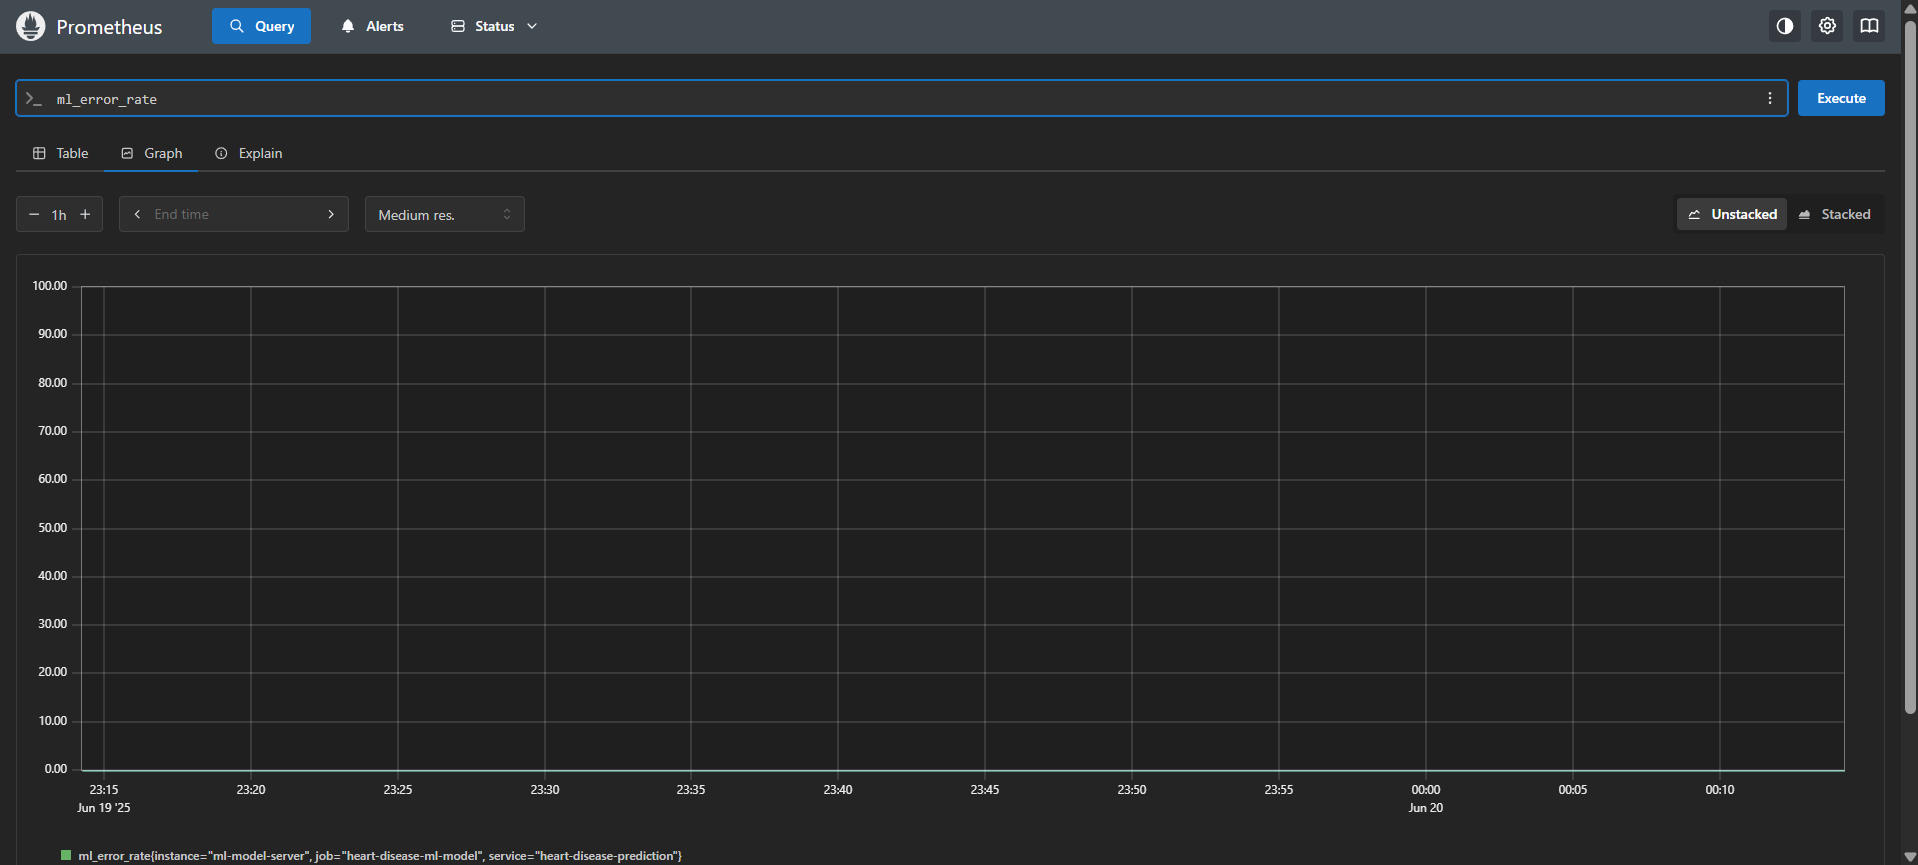 Prometheus Query Alerts Status
>_ ml_error_rate Execute
Table Graph Explain
− 1h + End time Medium res. Unstacked Stacked
100.00
90.00
80.00
70.00
60.00
50.00
40.00
30.00
20.00
10.00
0.00
23:15 23:20 23:25 23:30 23:35 23:40 23:45 23:50 23:55 00:00 00:05 00:10
Jun 19 '25 Jun 20
ml_error_rate{instance="ml-model-server", job="heart-disease-ml-model", service="heart-disease-prediction"}